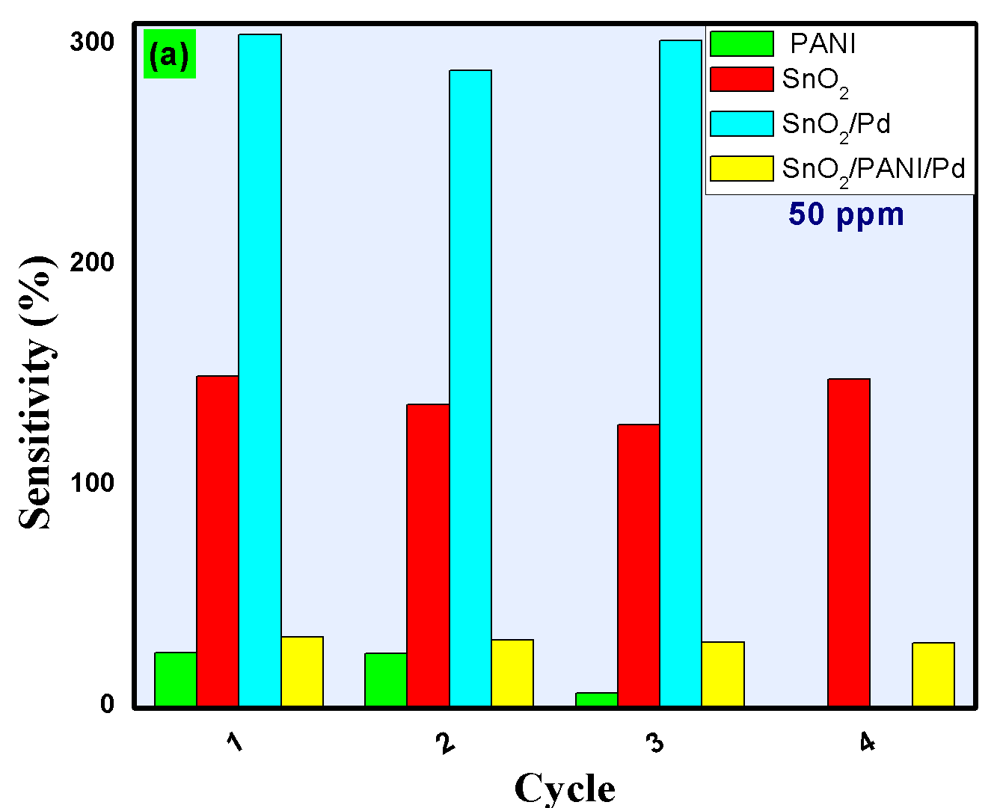 (a)
PANI
SnO₂
SnO₂/Pd
SnO₂/PANI/Pd
50 ppm
300
200
100
0
Sensitivity (%)
1 2 3 4
Cycle